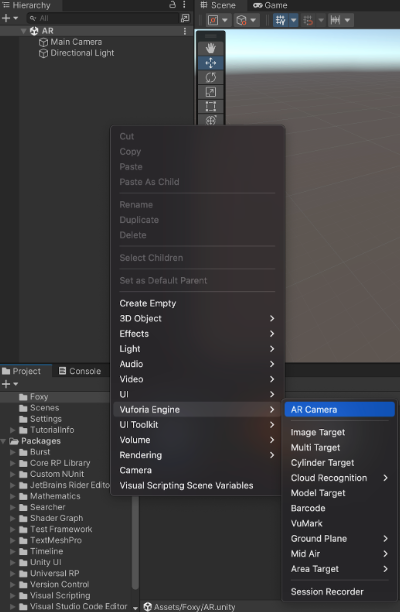 Hierarchy
Scene
Game
All
AR
Main Camera
Directional Light
Cut
Copy
Paste
Paste As Child
Rename
Duplicate
Delete
Select Children
Set as Default Parent
Create Empty
3D Object
Effects
Light
Audio
Video
UI
Vuforia Engine
UI Toolkit
Volume
Rendering
Camera
Visual Scripting Scene Variables
AR Camera
Image Target
Multi Target
Cylinder Target
Cloud Recognition
Model Target
Barcode
VuMark
Ground Plane
Mid Air
Area Target
Session Recorder
Project
Console
Foxy
Scenes
Settings
TutorialInfo
Packages
Burst
Core RP Library
Custom NUnit
JetBrains Rider Editor
Mathematics
Searcher
Shader Graph
Test Framework
TextMeshPro
Timeline
Unity UI
Universal RP
Version Control
Visual Scripting
Visual Studio Code Editor
Assets/Foxy/AR.unity